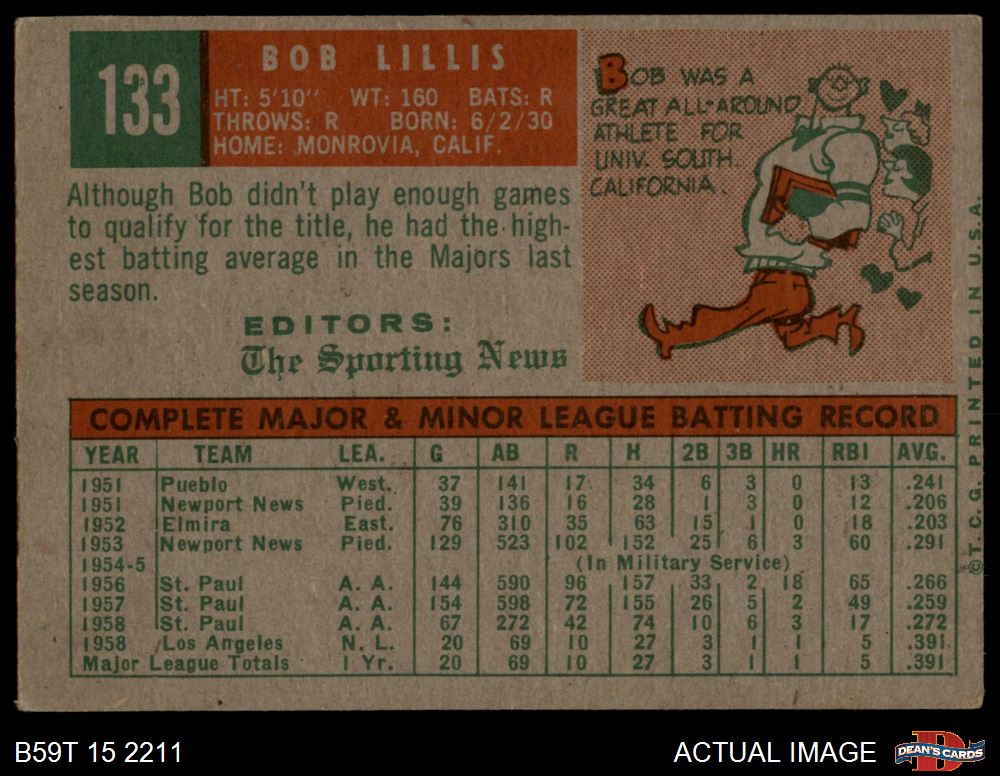 133
BOB LILLIS
HT: 5'10" WT: 160 BATS: R
THROWS: R BORN: 6/2/30
HOME: MONROVIA, CALIF.
BOB WAS A
GREAT ALL-AROUND
ATHLETE FOR
UNIV. SOUTH
CALIFORNIA.
Although Bob didn't play enough games
to qualify for the title, he had the high-
est batting average in the Majors last
season.
EDITORS:
The Sporting News
COMPLETE MAJOR & MINOR LEAGUE BATTING RECORD
YEAR TEAM LEA. G AB R H 2B 3B HR RBI AVG.
1951 Pueblo West. 37 141 17 34 6 3 0 13 .241
1951 Newport News Pied. 39 136 16 28 1 3 0 12 .206
1952 Elmira East. 76 310 35 63 15 1 0 18 .203
1953 Newport News Pied. 129 523 102 152 25 6 3 60 .291
1954-5 (In Military Service)
1956 St. Paul A. A. 144 590 96 157 33 2 18 65 .266
1957 St. Paul A. A. 154 598 72 155 26 5 2 49 .259
1958 St. Paul A. A. 67 272 42 74 10 6 3 17 .272
1958 Los Angeles N. L. 20 69 10 27 3 1 1 5 .391
Major League Totals 1 Yr. 20 69 10 27 3 1 1 5 .391
©T. C. G. PRINTED IN U.S.A.
B59T 15 2211
ACTUAL IMAGE
DEAN'S CARDS